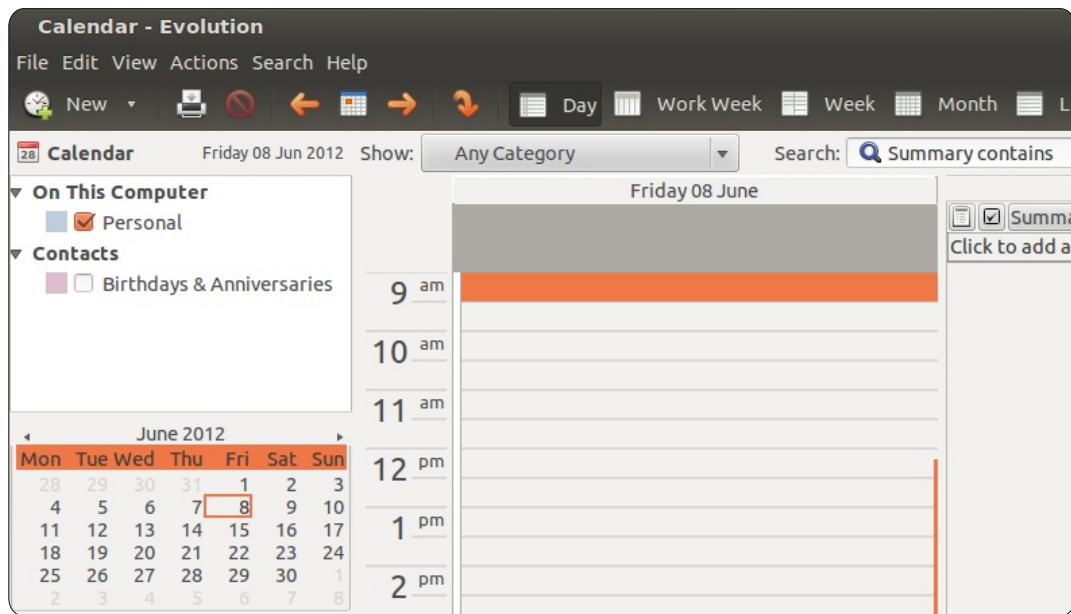 Calendar - Evolution
File Edit View Actions Search Help
New Day Work Week Week Month L
28 Calendar Friday 08 Jun 2012 Show: Any Category Search: Summary contains
On This Computer
Personal
Contacts
Birthdays & Anniversaries
June 2012
Mon Tue Wed Thu Fri Sat Sun
28 29 30 31 1 2 3
4 5 6 7 8 9 10
11 12 13 14 15 16 17
18 19 20 21 22 23 24
25 26 27 28 29 30 1
2 3 4 5 6 7 8
Friday 08 June
9 am
10 am
11 am
12 pm
1 pm
2 pm
Summa
Click to add a